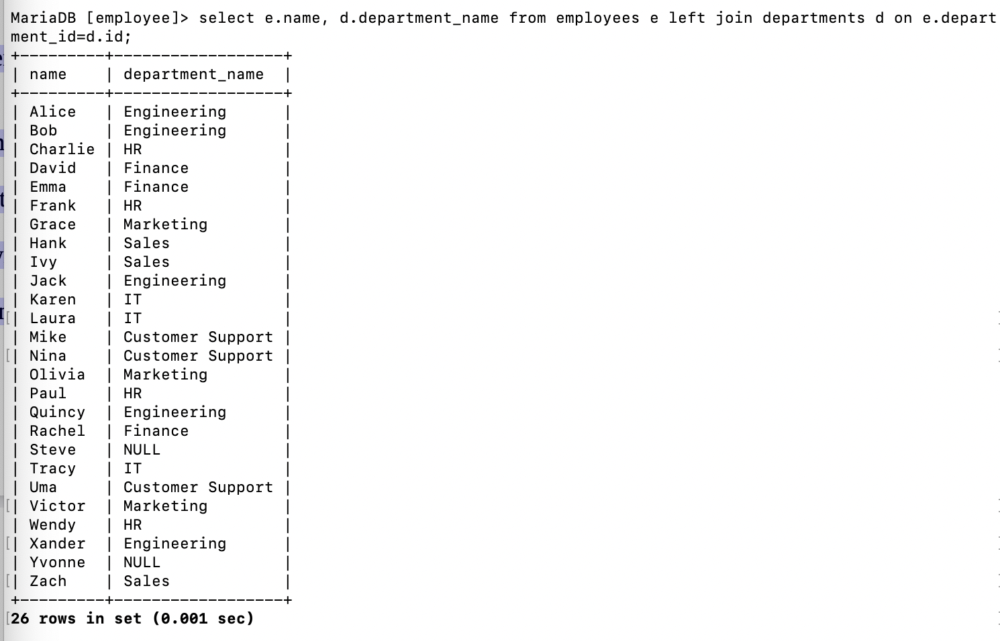 MariaDB [employee]> select e.name, d.department_name from employees e left join departments d on e.depart
ment_id=d.id;
+---------+------------------+
| name    | department_name  |
+---------+------------------+
| Alice   | Engineering      |
| Bob     | Engineering      |
| Charlie | HR               |
| David   | Finance          |
| Emma    | Finance          |
| Frank   | HR               |
| Grace   | Marketing        |
| Hank    | Sales            |
| Ivy     | Sales            |
| Jack    | Engineering      |
| Karen   | IT               |
| Laura   | IT               |
| Mike    | Customer Support |
| Nina    | Customer Support |
| Olivia  | Marketing        |
| Paul    | HR               |
| Quincy  | Engineering      |
| Rachel  | Finance          |
| Steve   | NULL             |
| Tracy   | IT               |
| Uma     | Customer Support |
| Victor  | Marketing        |
| Wendy   | HR               |
| Xander  | Engineering      |
| Yvonne  | NULL             |
| Zach    | Sales            |
+---------+------------------+
26 rows in set (0.001 sec)